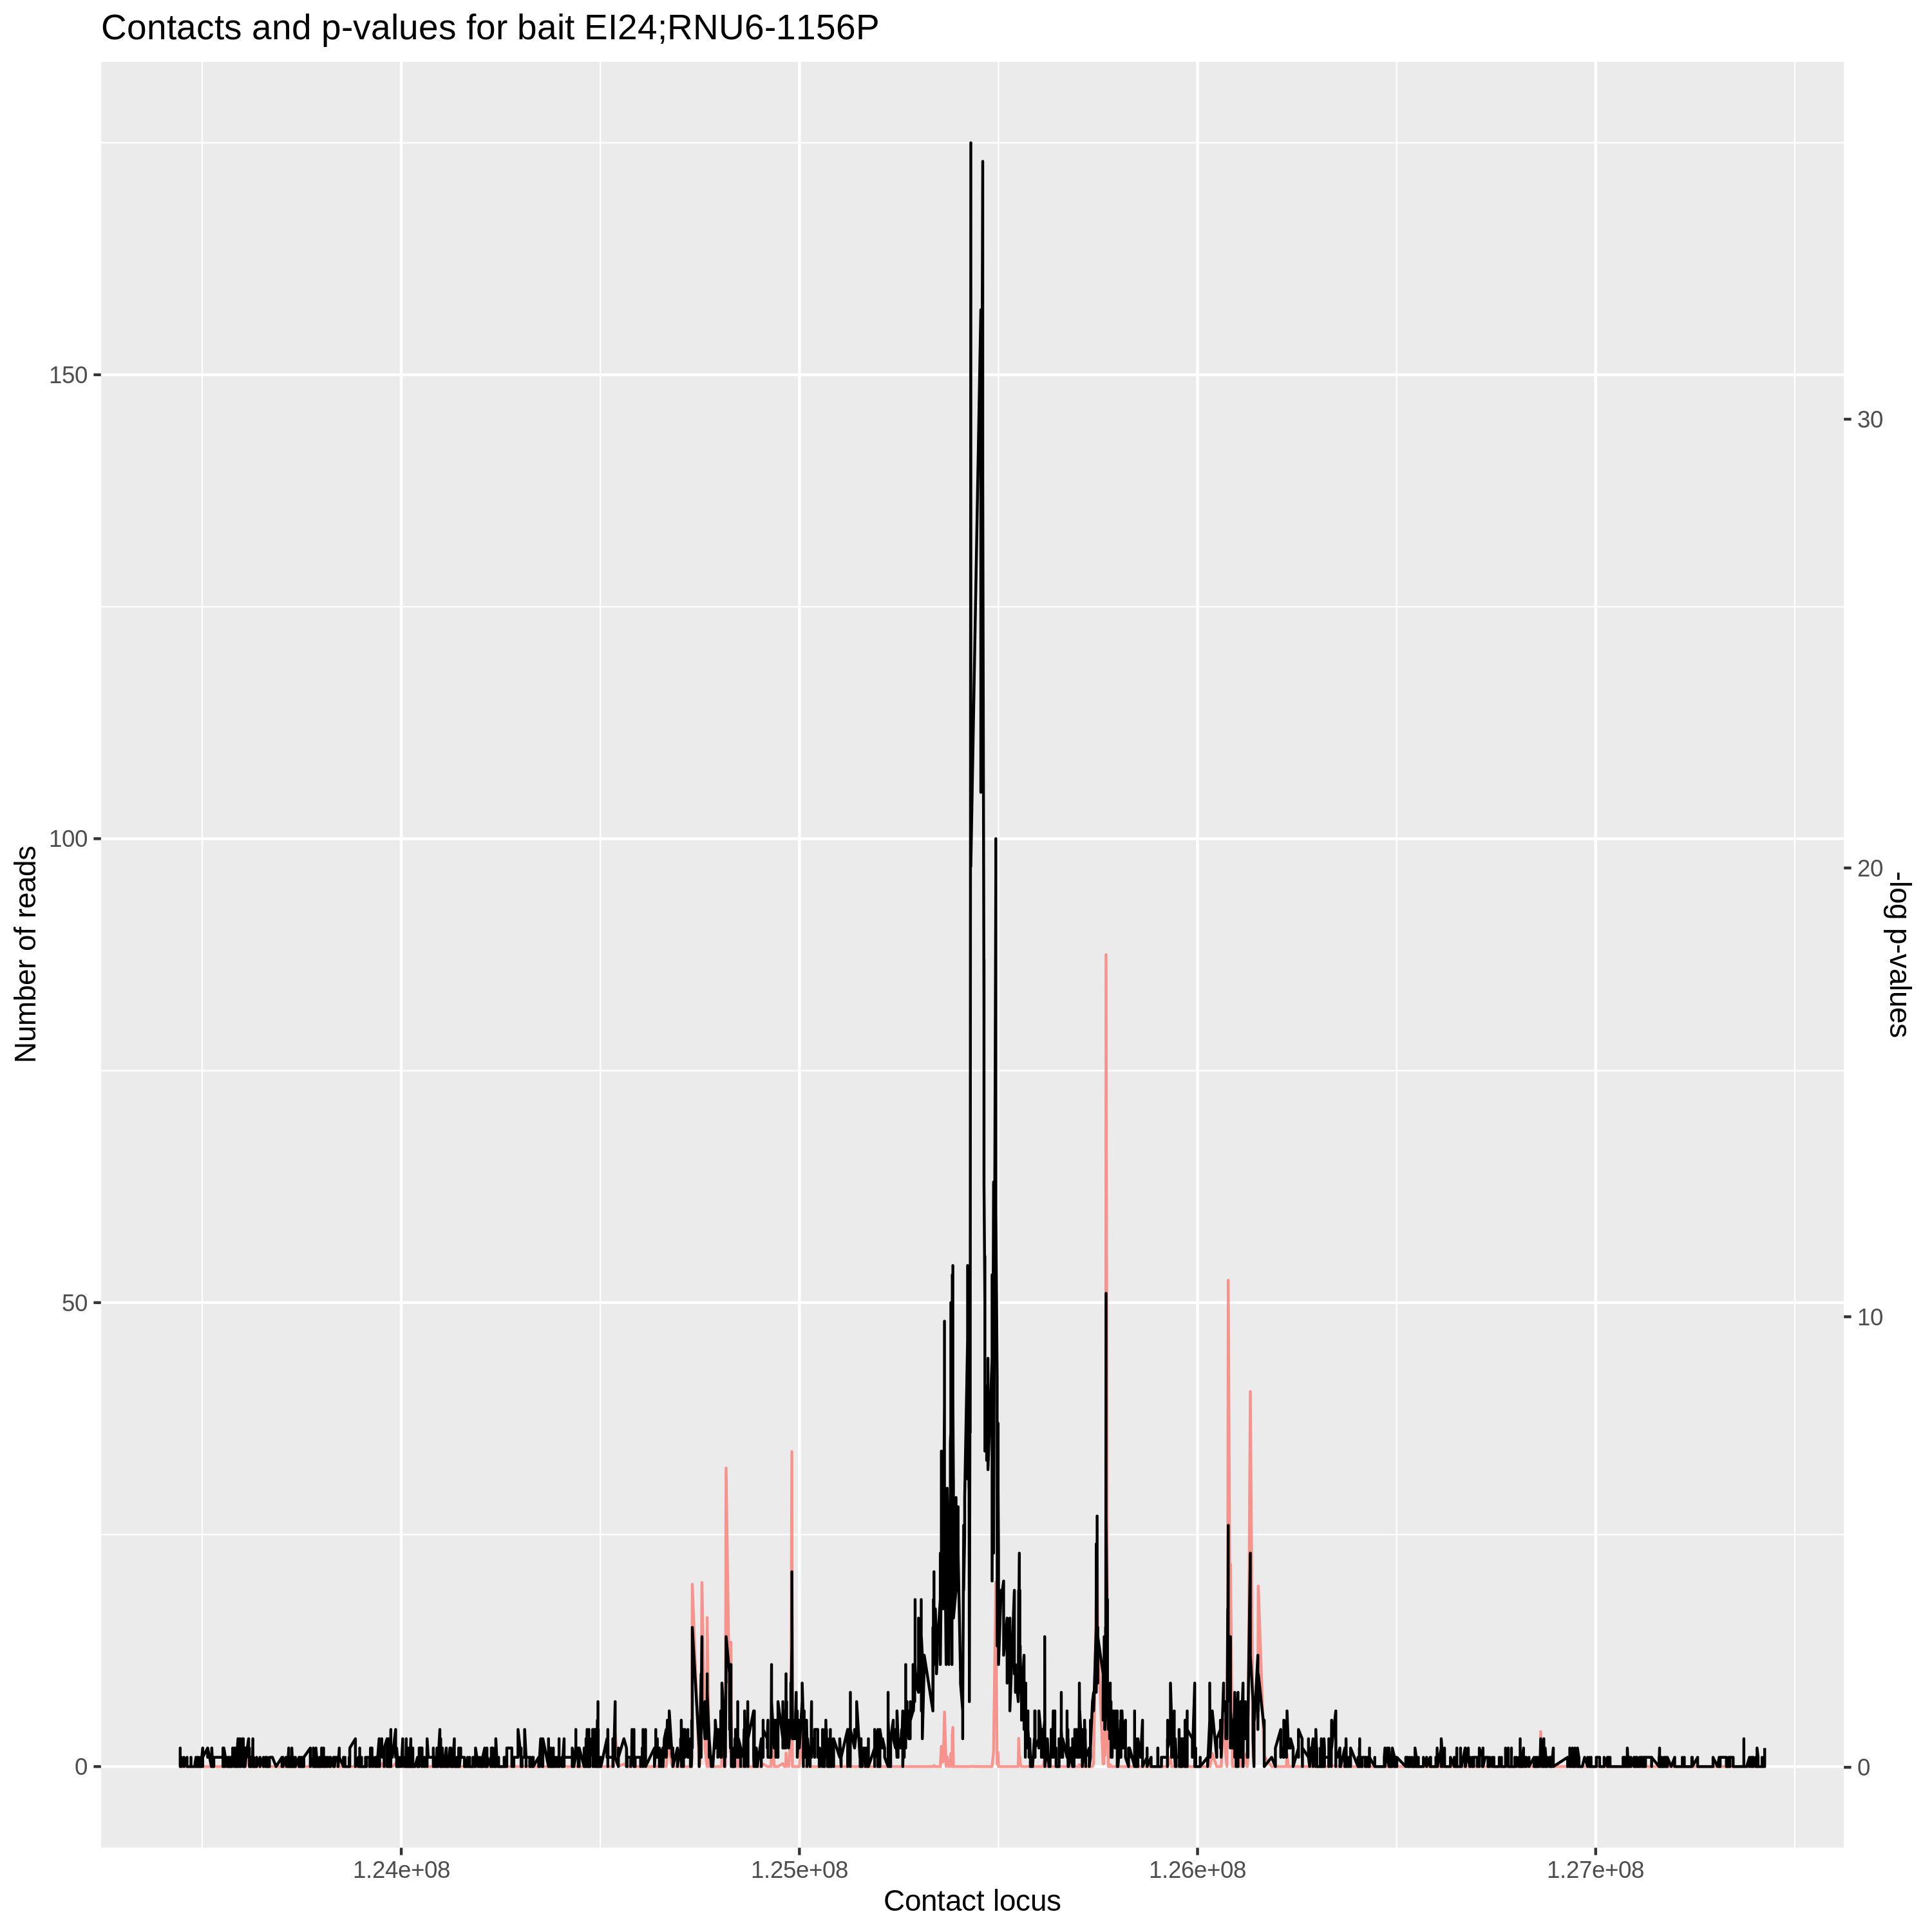 Contacts and p-values for bait EI24;RNU6-1156P
150
100
50
0
Number of reads
30
20
10
0
-log p-values
1.24e+08
1.25e+08
1.26e+08
1.27e+08
Contact locus